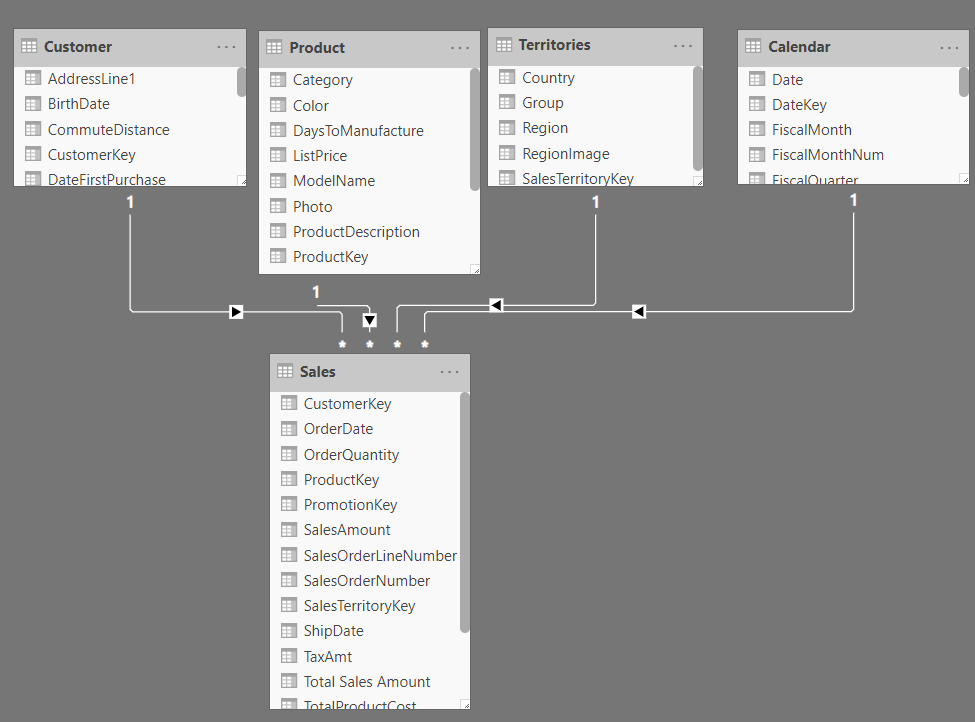 Customer
AddressLine1
BirthDate
CommuteDistance
CustomerKey
DateFirstPurchase
1
Product
Category
Color
DaysToManufacture
ListPrice
ModelName
Photo
ProductDescription
ProductKey
1
Territories
Country
Group
Region
RegionImage
SalesTerritoryKey
1
Calendar
Date
DateKey
FiscalMonth
FiscalMonthNum
FiscalQuarter
1
* * * *
Sales
CustomerKey
OrderDate
OrderQuantity
ProductKey
PromotionKey
SalesAmount
SalesOrderLineNumber
SalesOrderNumber
SalesTerritoryKey
ShipDate
TaxAmt
Total Sales Amount
TotalProductCost